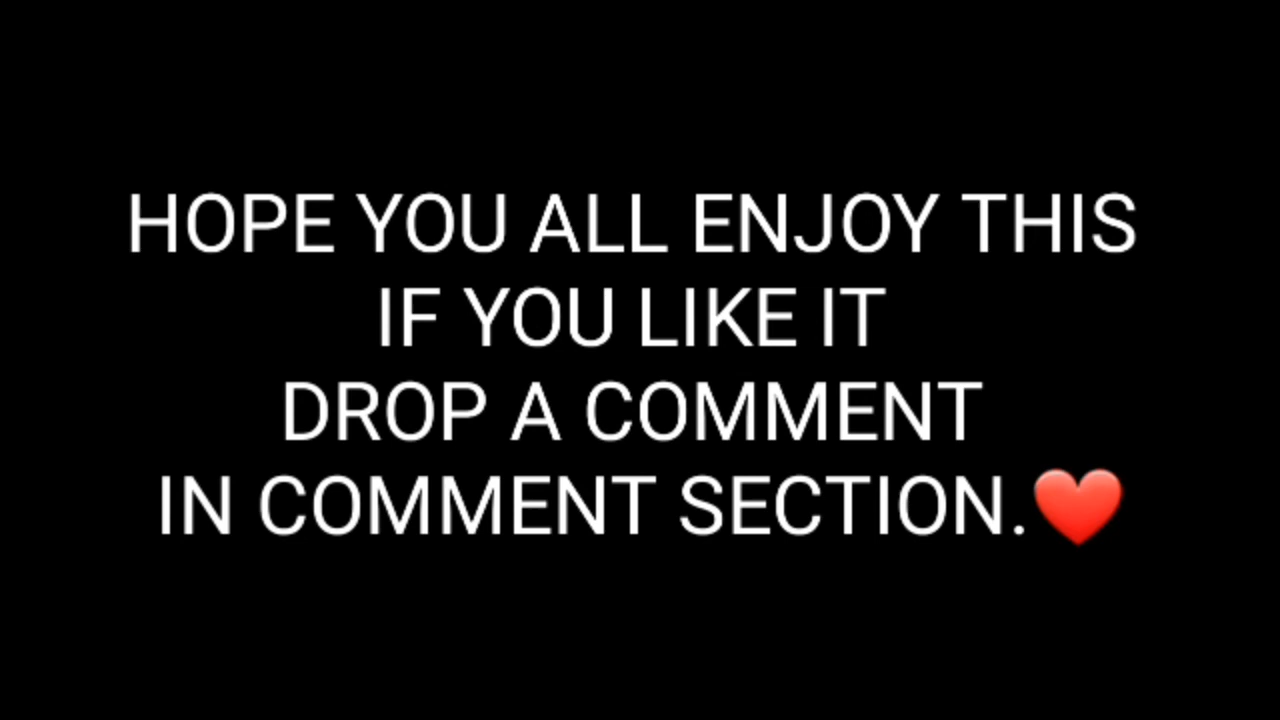 HOPE YOU ALL ENJOY THIS
IF YOU LIKE IT
DROP A COMMENT
IN COMMENT SECTION.❤️